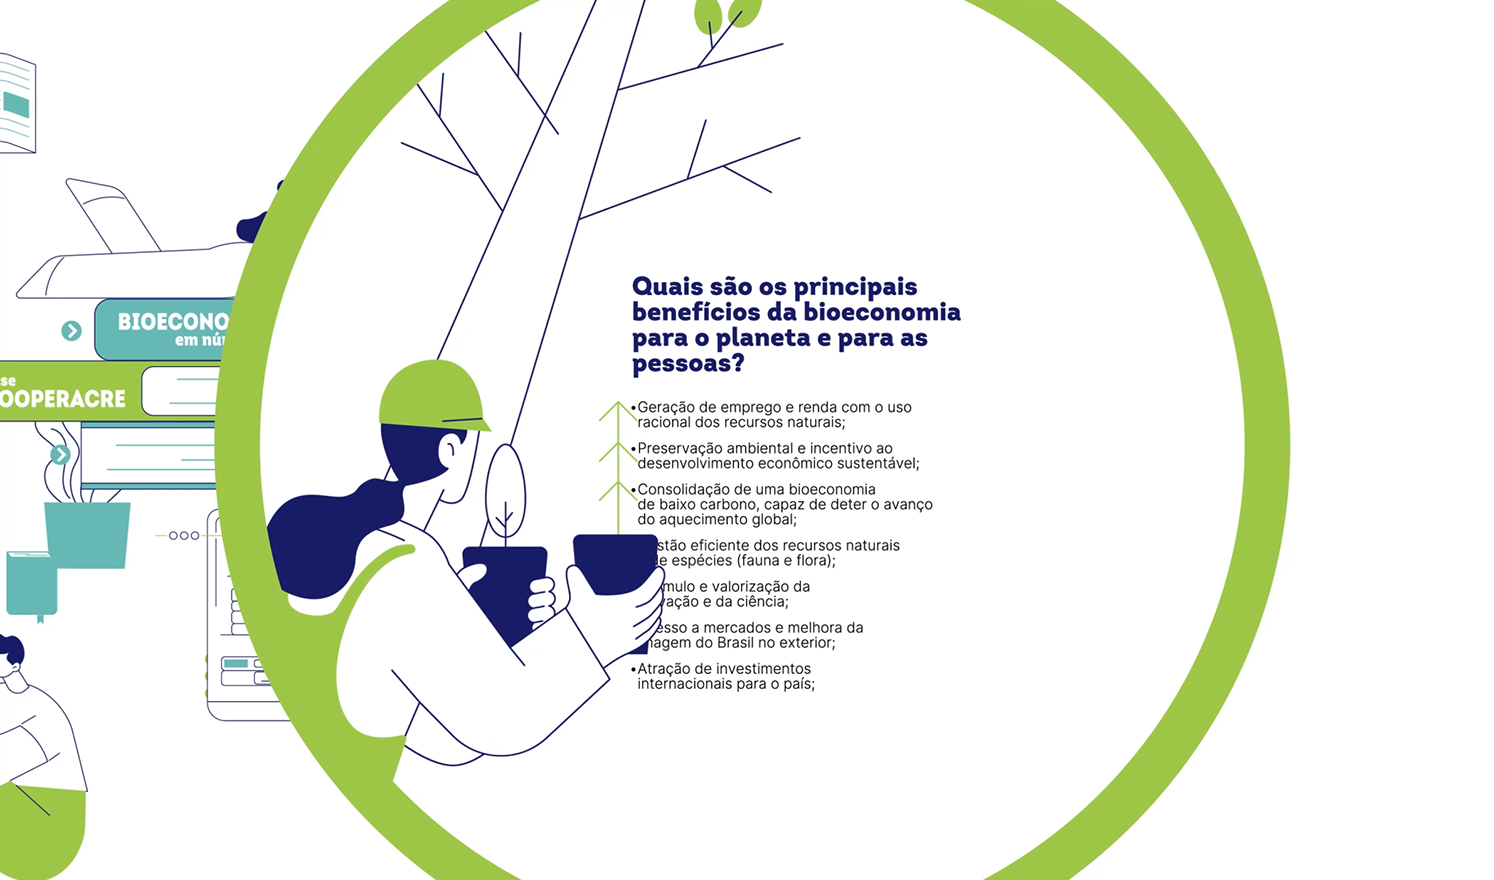 BIOECONO
em nú
se
OOPERACRE
Quais são os principais
benefícios da bioeconomia
para o planeta e para as
pessoas?
•Geração de emprego e renda com o uso
racional dos recursos naturais;
•Preservação ambiental e incentivo ao
desenvolvimento econômico sustentável;
•Consolidação de uma bioeconomia
de baixo carbono, capaz de deter o avanço
do aquecimento global;
stão eficiente dos recursos naturais
e espécies (fauna e flora);
mulo e valorização da
vação e da ciência;
esso a mercados e melhora da
magem do Brasil no exterior;
•Atração de investimentos
internacionais para o país;